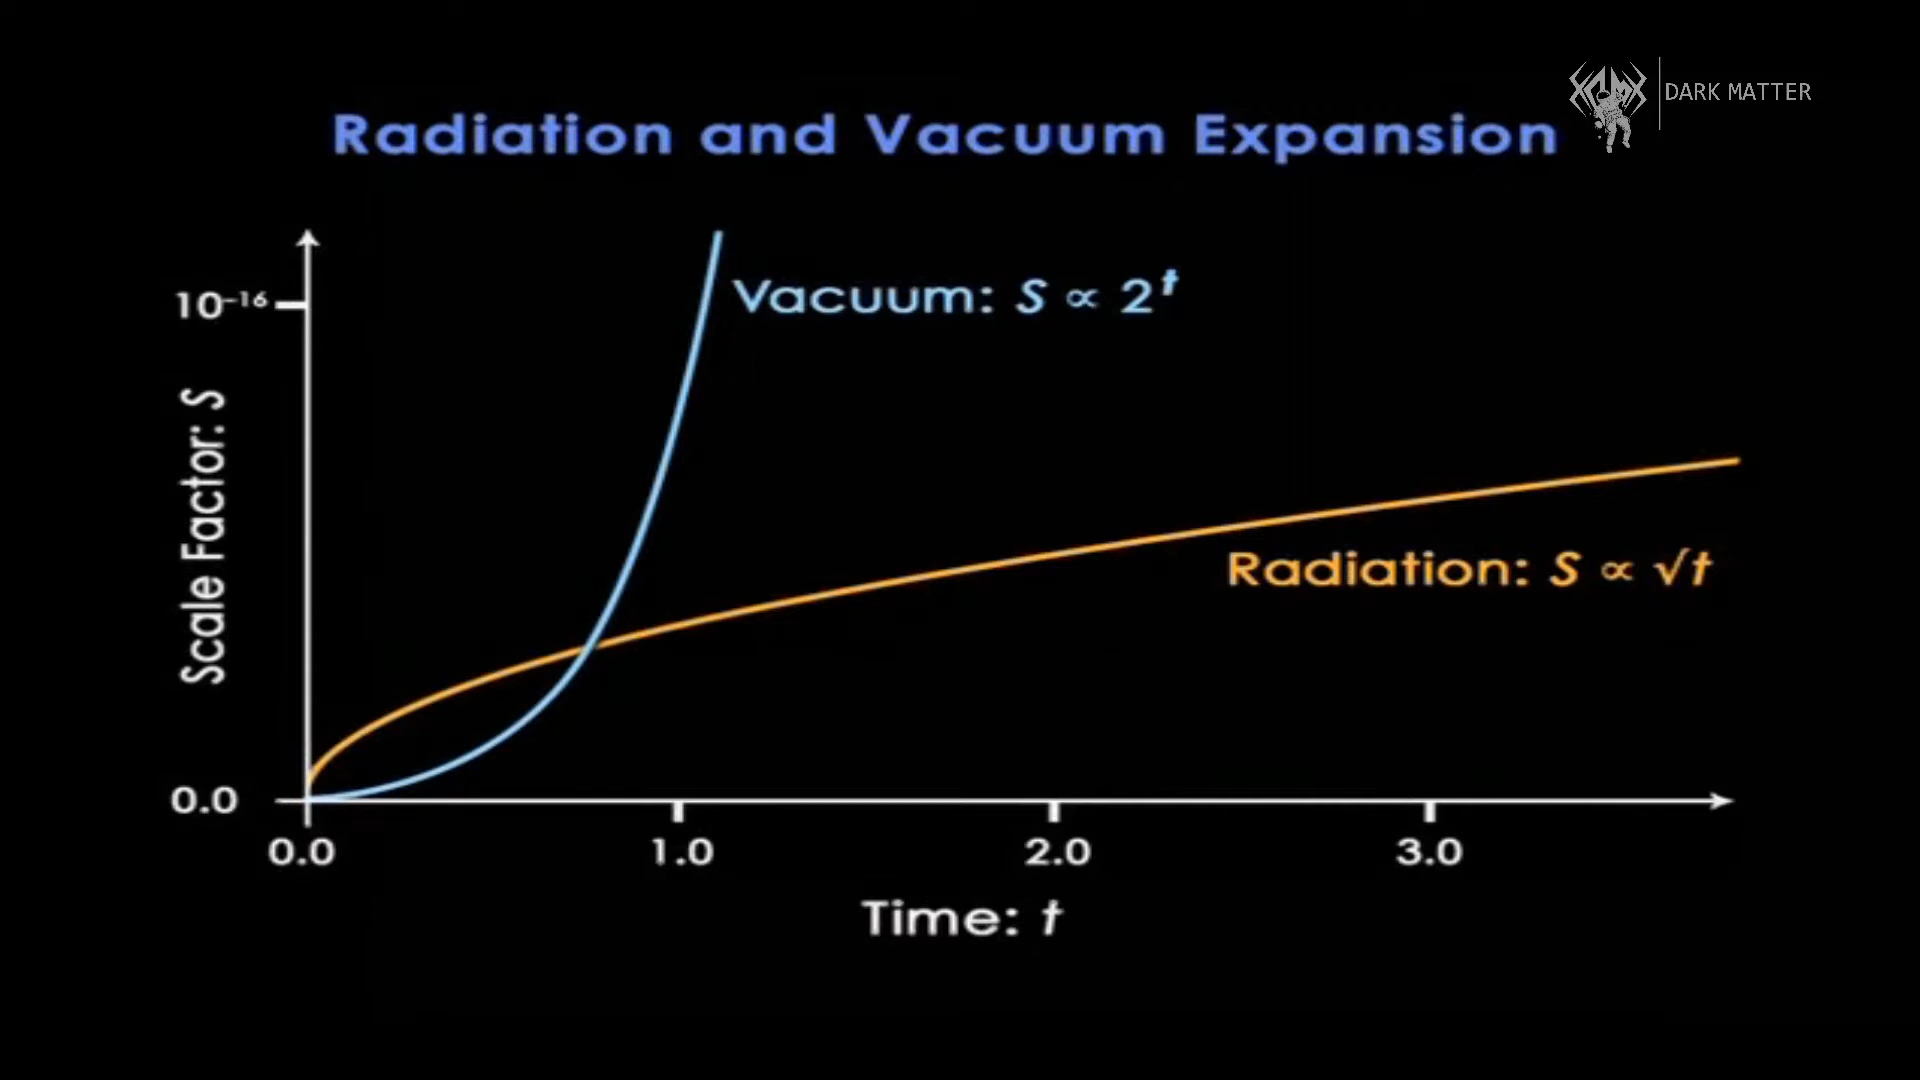 DARK MATTER
Radiation and Vacuum Expansion
10⁻¹⁶
Vacuum: S ∝ 2ᵗ
Scale Factor: S
Radiation: S ∝ √t
0.0
0.0 1.0 2.0 3.0
Time: t